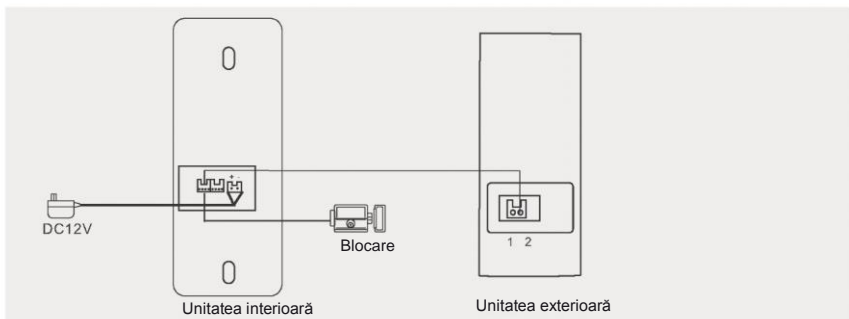 + -
DC12V
Blocare
1 2
Unitatea interioară
Unitatea exterioară